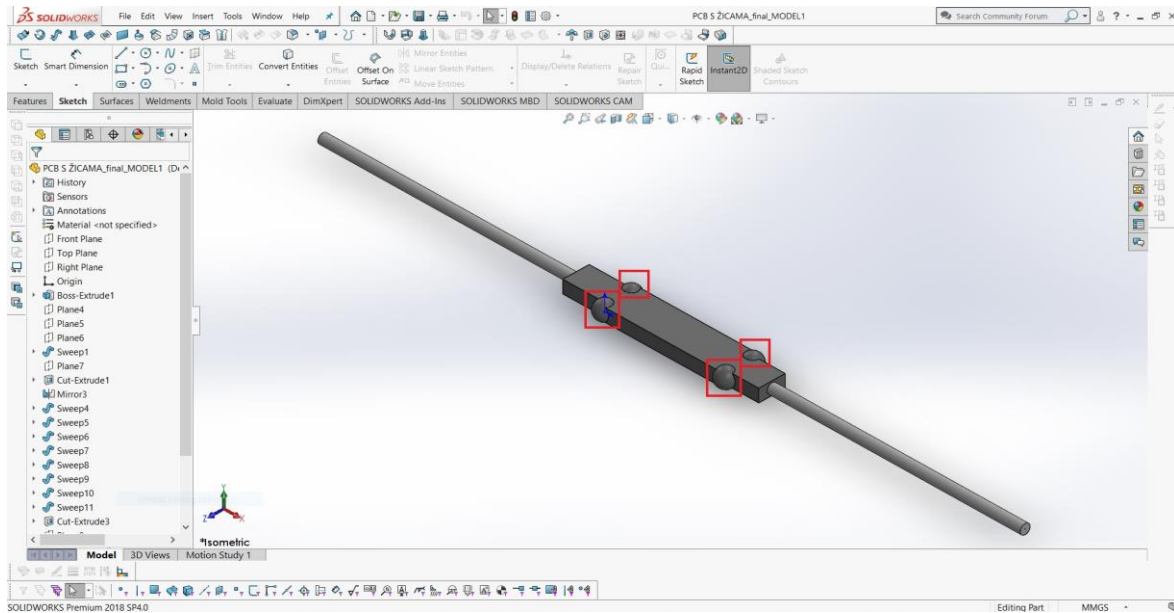 SOLIDWORKS File Edit View Insert Tools Window Help PCB S ŽICAMA_final_MODEL1 Search Community Forum
Sketch Smart Dimension Trim Entities Convert Entities Offset Entities Offset On Surface Mirror Entities Linear Sketch Pattern Move Entities Display/Delete Relations Repair Sketch Qui... Rapid Sketch Instant2D Shaded Sketch Contours
Features Sketch Surfaces Weldments Mold Tools Evaluate DimXpert SOLIDWORKS Add-Ins SOLIDWORKS MBD SOLIDWORKS CAM
PCB S ŽICAMA_final_MODEL1 (De
History
Sensors
Annotations
Material <not specified>
Front Plane
Top Plane
Right Plane
Origin
Boss-Extrude1
Plane4
Plane5
Plane6
Sweep1
Plane7
Cut-Extrude1
Mirror3
Sweep4
Sweep5
Sweep6
Sweep7
Sweep8
Sweep9
Sweep10
Sweep11
Cut-Extrude3
Y
Z X
*Isometric
Model 3D Views Motion Study 1
SOLIDWORKS Premium 2018 SP4.0 Editing Part MMGS